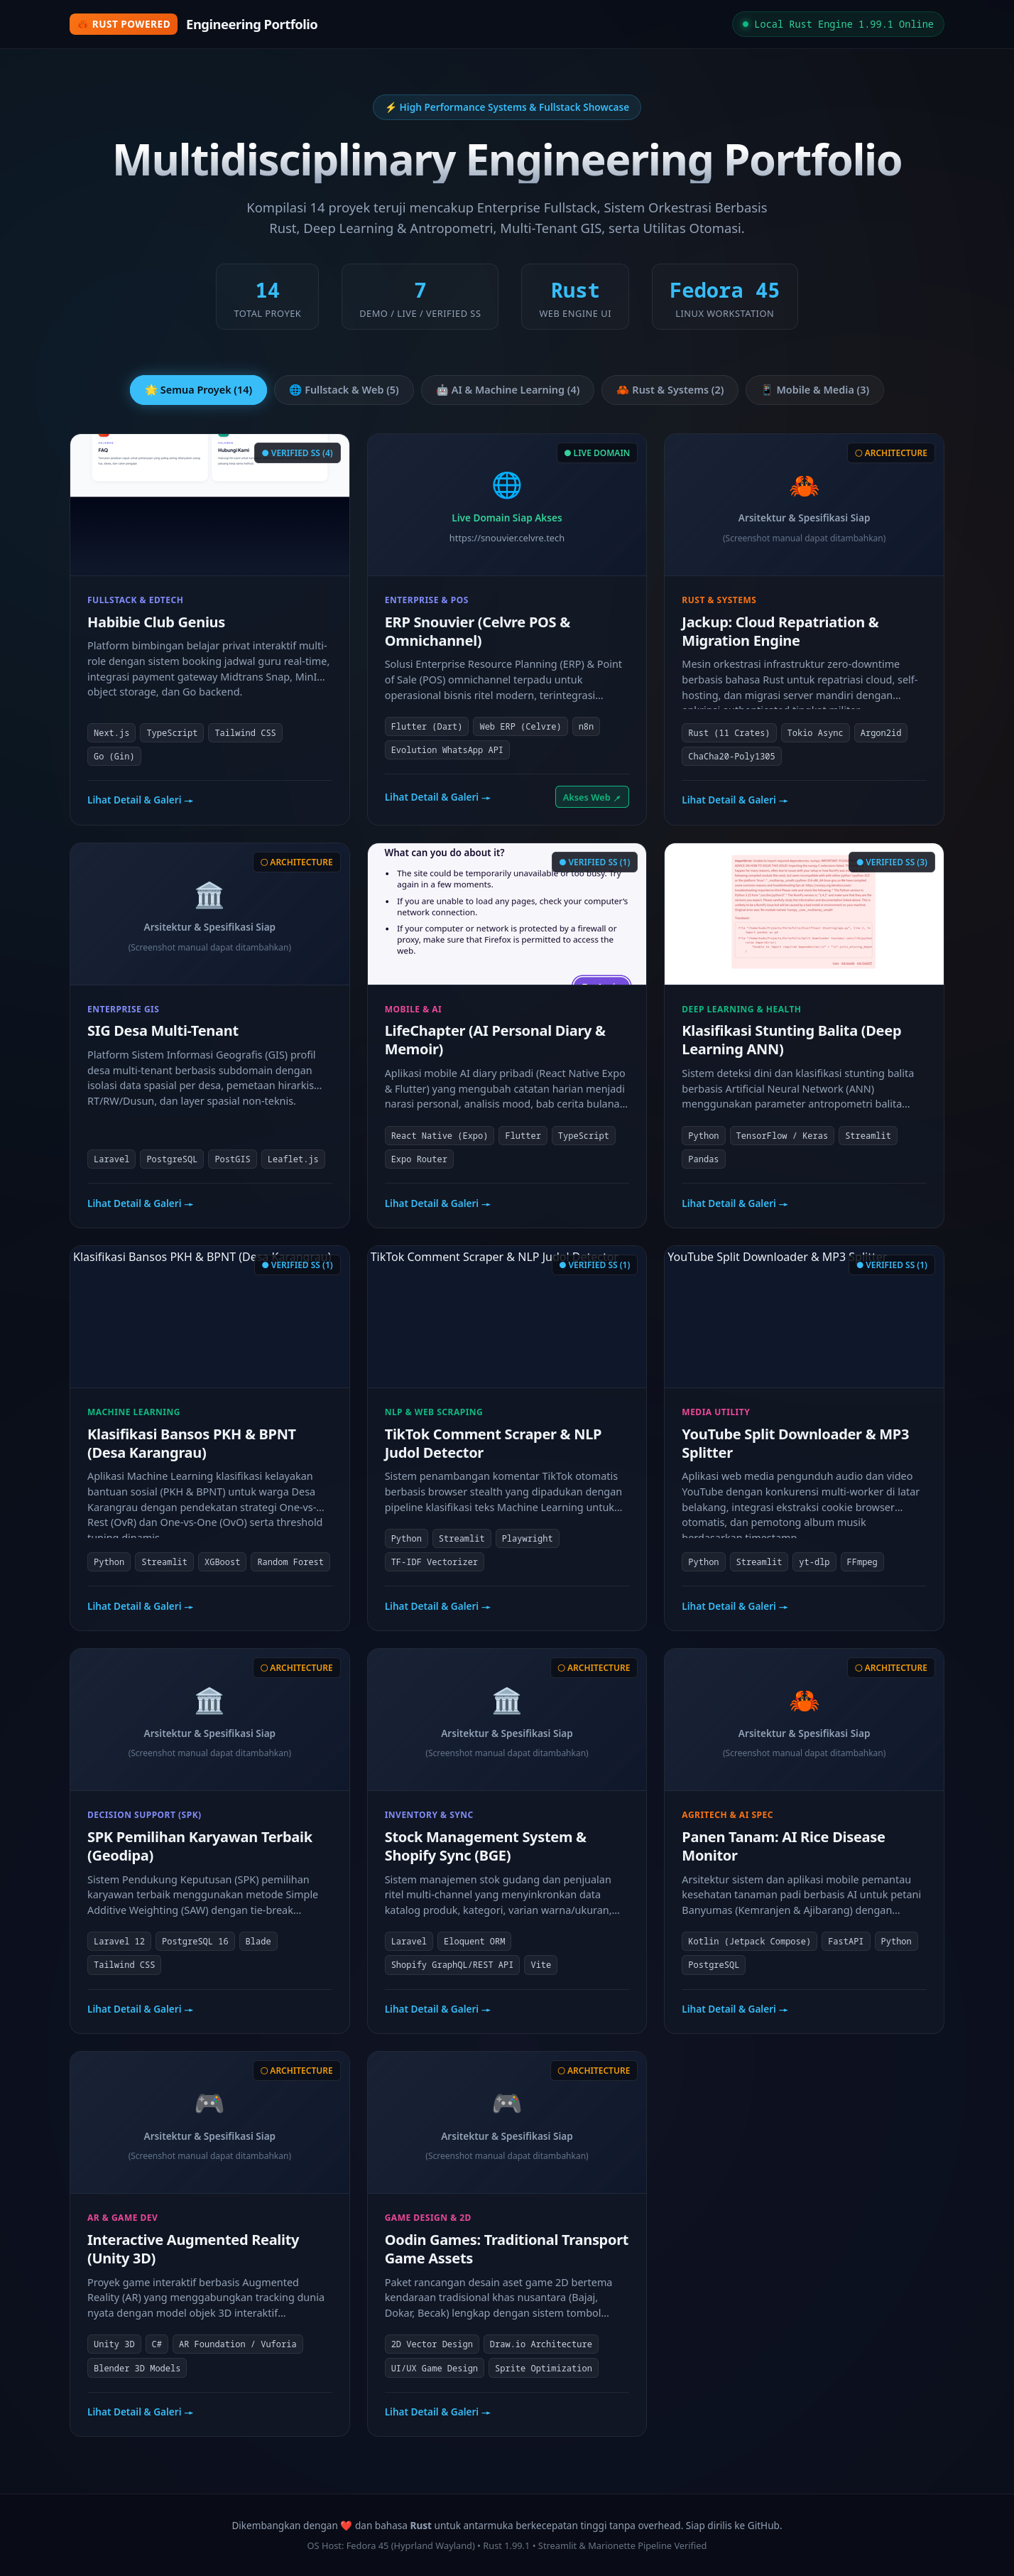 🦀 RUST POWERED Engineering Portfolio
Local Rust Engine 1.99.1 Online
⚡ High Performance Systems & Fullstack Showcase
Multidisciplinary Engineering Portfolio
Kompilasi 14 proyek teruji mencakup Enterprise Fullstack, Sistem Orkestrasi Berbasis
Rust, Deep Learning & Antropometri, Multi-Tenant GIS, serta Utilitas Otomasi.
14
TOTAL PROYEK
7
DEMO / LIVE / VERIFIED SS
Rust
WEB ENGINE UI
Fedora 45
LINUX WORKSTATION
🌟 Semua Proyek (14)
🌐 Fullstack & Web (5)
🤖 AI & Machine Learning (4)
🦀 Rust & Systems (2)
📱 Mobile & Media (3)
FAQ
Hubungi Kami
● VERIFIED SS (4)
FULLSTACK & EDTECH
Habibie Club Genius
Platform bimbingan belajar privat interaktif multi-
role dengan sistem booking jadwal guru real-time,
integrasi payment gateway Midtrans Snap, MinI...
object storage, dan Go backend.
Next.js
TypeScript
Tailwind CSS
Go (Gin)
Lihat Detail & Galeri →
● LIVE DOMAIN
Live Domain Siap Akses
https://snouvier.celvre.tech
ENTERPRISE & POS
ERP Snouvier (Celvre POS &
Omnichannel)
Solusi Enterprise Resource Planning (ERP) & Point
of Sale (POS) omnichannel terpadu untuk
operasional bisnis ritel modern, terintegrasi...
Flutter (Dart)
Web ERP (Celvre)
n8n
Evolution WhatsApp API
Lihat Detail & Galeri →
Akses Web ↗
○ ARCHITECTURE
Arsitektur & Spesifikasi Siap
(Screenshot manual dapat ditambahkan)
RUST & SYSTEMS
Jackup: Cloud Repatriation &
Migration Engine
Mesin orkestrasi infrastruktur zero-downtime
berbasis bahasa Rust untuk repatriasi cloud, self-
hosting, dan migrasi server mandiri dengan...
enkripsi authenticated tingkat militer.
Rust (11 Crates)
Tokio Async
Argon2id
ChaCha20-Poly1305
Lihat Detail & Galeri →
○ ARCHITECTURE
Arsitektur & Spesifikasi Siap
(Screenshot manual dapat ditambahkan)
ENTERPRISE GIS
SIG Desa Multi-Tenant
Platform Sistem Informasi Geografis (GIS) profil
desa multi-tenant berbasis subdomain dengan
isolasi data spasial per desa, pemetaan hirarkis...
RT/RW/Dusun, dan layer spasial non-teknis.
Laravel
PostgreSQL
PostGIS
Leaflet.js
Lihat Detail & Galeri →
What can you do about it?
● VERIFIED SS (1)
• The site could be temporarily unavailable or too busy. Try
again in a few moments.
• If you are unable to load any pages, check your computer's
network connection.
• If your computer or network is protected by a firewall or
proxy, make sure that Firefox is permitted to access the
web.
MOBILE & AI
LifeChapter (AI Personal Diary &
Memoir)
Aplikasi mobile AI diary pribadi (React Native Expo
& Flutter) yang mengubah catatan harian menjadi
narasi personal, analisis mood, bab cerita bulana...
React Native (Expo)
Flutter
TypeScript
Expo Router
Lihat Detail & Galeri →
● VERIFIED SS (3)
DEEP LEARNING & HEALTH
Klasifikasi Stunting Balita (Deep
Learning ANN)
Sistem deteksi dini dan klasifikasi stunting balita
berbasis Artificial Neural Network (ANN)
menggunakan parameter antropometri balita...
Python
TensorFlow / Keras
Streamlit
Pandas
Lihat Detail & Galeri →
Klasifikasi Bansos PKH & BPNT (Desa Karangrau)
● VERIFIED SS (1)
MACHINE LEARNING
Klasifikasi Bansos PKH & BPNT
(Desa Karangrau)
Aplikasi Machine Learning klasifikasi kelayakan
bantuan sosial (PKH & BPNT) untuk warga Desa
Karangrau dengan pendekatan strategi One-vs-...
Rest (OvR) dan One-vs-One (OvO) serta threshold
tuning dinamis.
Python
Streamlit
XGBoost
Random Forest
Lihat Detail & Galeri →
TikTok Comment Scraper & NLP Judol Detector
● VERIFIED SS (1)
NLP & WEB SCRAPING
TikTok Comment Scraper & NLP
Judol Detector
Sistem penambangan komentar TikTok otomatis
berbasis browser stealth yang dipadukan dengan
pipeline klasifikasi teks Machine Learning untuk...
Python
Streamlit
Playwright
TF-IDF Vectorizer
Lihat Detail & Galeri →
YouTube Split Downloader & MP3 Splitter
● VERIFIED SS (1)
MEDIA UTILITY
YouTube Split Downloader & MP3
Splitter
Aplikasi web media pengunduh audio dan video
YouTube dengan konkurensi multi-worker di latar
belakang, integrasi ekstraksi cookie browser...
otomatis, dan pemotong album musik
berdasarkan timestamp.
Python
Streamlit
yt-dlp
FFmpeg
Lihat Detail & Galeri →
○ ARCHITECTURE
Arsitektur & Spesifikasi Siap
(Screenshot manual dapat ditambahkan)
DECISION SUPPORT (SPK)
SPK Pemilihan Karyawan Terbaik
(Geodipa)
Sistem Pendukung Keputusan (SPK) pemilihan
karyawan terbaik menggunakan metode Simple
Additive Weighting (SAW) dengan tie-break...
Laravel 12
PostgreSQL 16
Blade
Tailwind CSS
Lihat Detail & Galeri →
○ ARCHITECTURE
Arsitektur & Spesifikasi Siap
(Screenshot manual dapat ditambahkan)
INVENTORY & SYNC
Stock Management System &
Shopify Sync (BGE)
Sistem manajemen stok gudang dan penjualan
ritel multi-channel yang menyinkronkan data
katalog produk, kategori, varian warna/ukuran,...
Laravel
Eloquent ORM
Shopify GraphQL/REST API
Vite
Lihat Detail & Galeri →
○ ARCHITECTURE
Arsitektur & Spesifikasi Siap
(Screenshot manual dapat ditambahkan)
AGRITECH & AI SPEC
Panen Tanam: AI Rice Disease
Monitor
Arsitektur sistem dan aplikasi mobile pemantau
kesehatan tanaman padi berbasis AI untuk petani
Banyumas (Kemranjen & Ajibarang) dengan...
Kotlin (Jetpack Compose)
FastAPI
Python
PostgreSQL
Lihat Detail & Galeri →
○ ARCHITECTURE
Arsitektur & Spesifikasi Siap
(Screenshot manual dapat ditambahkan)
AR & GAME DEV
Interactive Augmented Reality
(Unity 3D)
Proyek game interaktif berbasis Augmented
Reality (AR) yang menggabungkan tracking dunia
nyata dengan model objek 3D interaktif...
Unity 3D
C#
AR Foundation / Vuforia
Blender 3D Models
Lihat Detail & Galeri →
○ ARCHITECTURE
Arsitektur & Spesifikasi Siap
(Screenshot manual dapat ditambahkan)
GAME DESIGN & 2D
Oodin Games: Traditional Transport
Game Assets
Paket rancangan desain aset game 2D bertema
kendaraan tradisional khas nusantara (Bajaj,
Dokar, Becak) lengkap dengan sistem tombol...
2D Vector Design
Draw.io Architecture
UI/UX Game Design
Sprite Optimization
Lihat Detail & Galeri →
Dikembangkan dengan ❤️ dan bahasa Rust untuk antarmuka berkecepatan tinggi tanpa overhead. Siap dirilis ke GitHub.
OS Host: Fedora 45 (Hyprland Wayland) • Rust 1.99.1 • Streamlit & Marionette Pipeline Verified